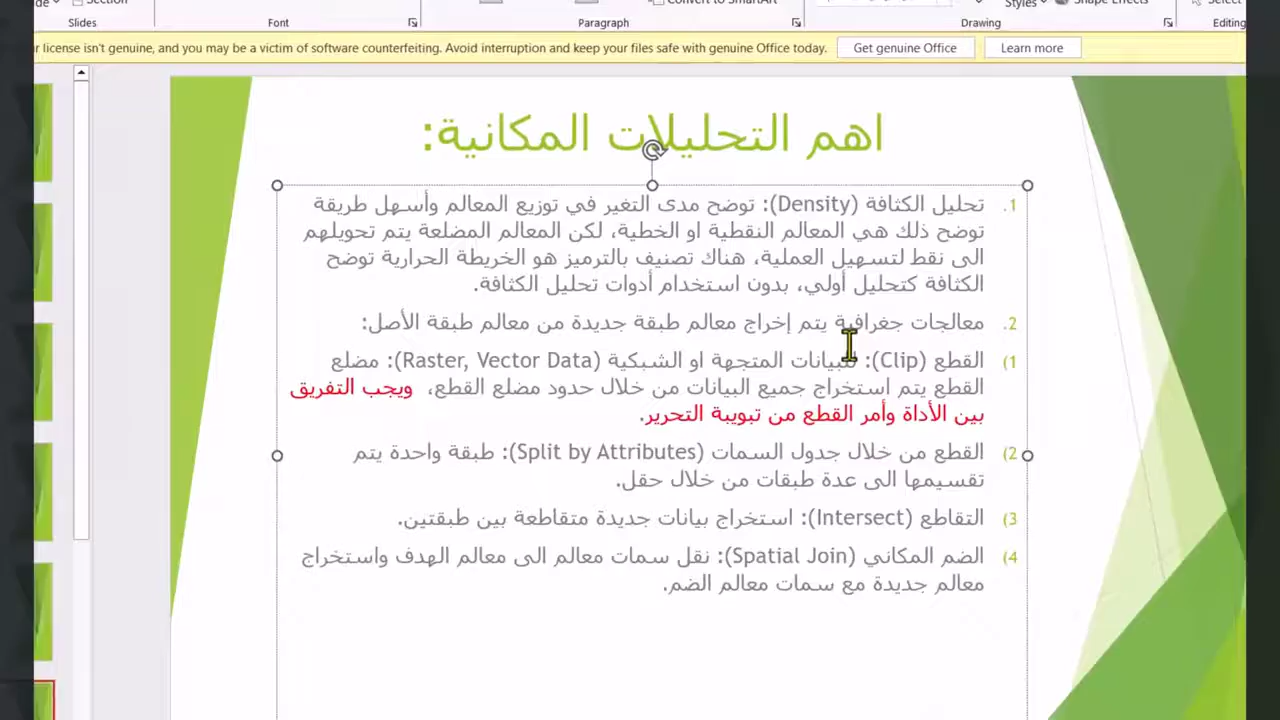 Section
Convert to SmartArt
Styles
Shape Effects
Select
Slides
Font
Paragraph
Drawing
Editing
license isn't genuine, and you may be a victim of software counterfeiting. Avoid interruption and keep your files safe with genuine Office today.
Get genuine Office
Learn more
اهم التحليلات المكانية:
1. تحليل الكثافة (Density): توضح مدى التغير في توزيع المعالم وأسهل طريقة
توضح ذلك هي المعالم النقطية او الخطية، لكن المعالم المضلعة يتم تحويلهم
الى نقط لتسهيل العملية، هناك تصنيف بالترميز هو الخريطة الحرارية توضح
الكثافة كتحليل أولي، بدون استخدام أدوات تحليل الكثافة.
2. معالجات جغرافية يتم إخراج معالم طبقة جديدة من معالم طبقة الأصل:
1) القطع (Clip): للبيانات المتجهة او الشبكية (Raster, Vector Data): مضلع
القطع يتم استخراج جميع البيانات من خلال حدود مضلع القطع، ويجب التفريق
بين الأداة وأمر القطع من تبويبة التحرير.
2) القطع من خلال جدول السمات (Split by Attributes): طبقة واحدة يتم
تقسيمها الى عدة طبقات من خلال حقل.
3) التقاطع (Intersect): استخراج بيانات جديدة متقاطعة بين طبقتين.
4) الضم المكاني (Spatial Join): نقل سمات معالم الى معالم الهدف واستخراج
معالم جديدة مع سمات معالم الضم.